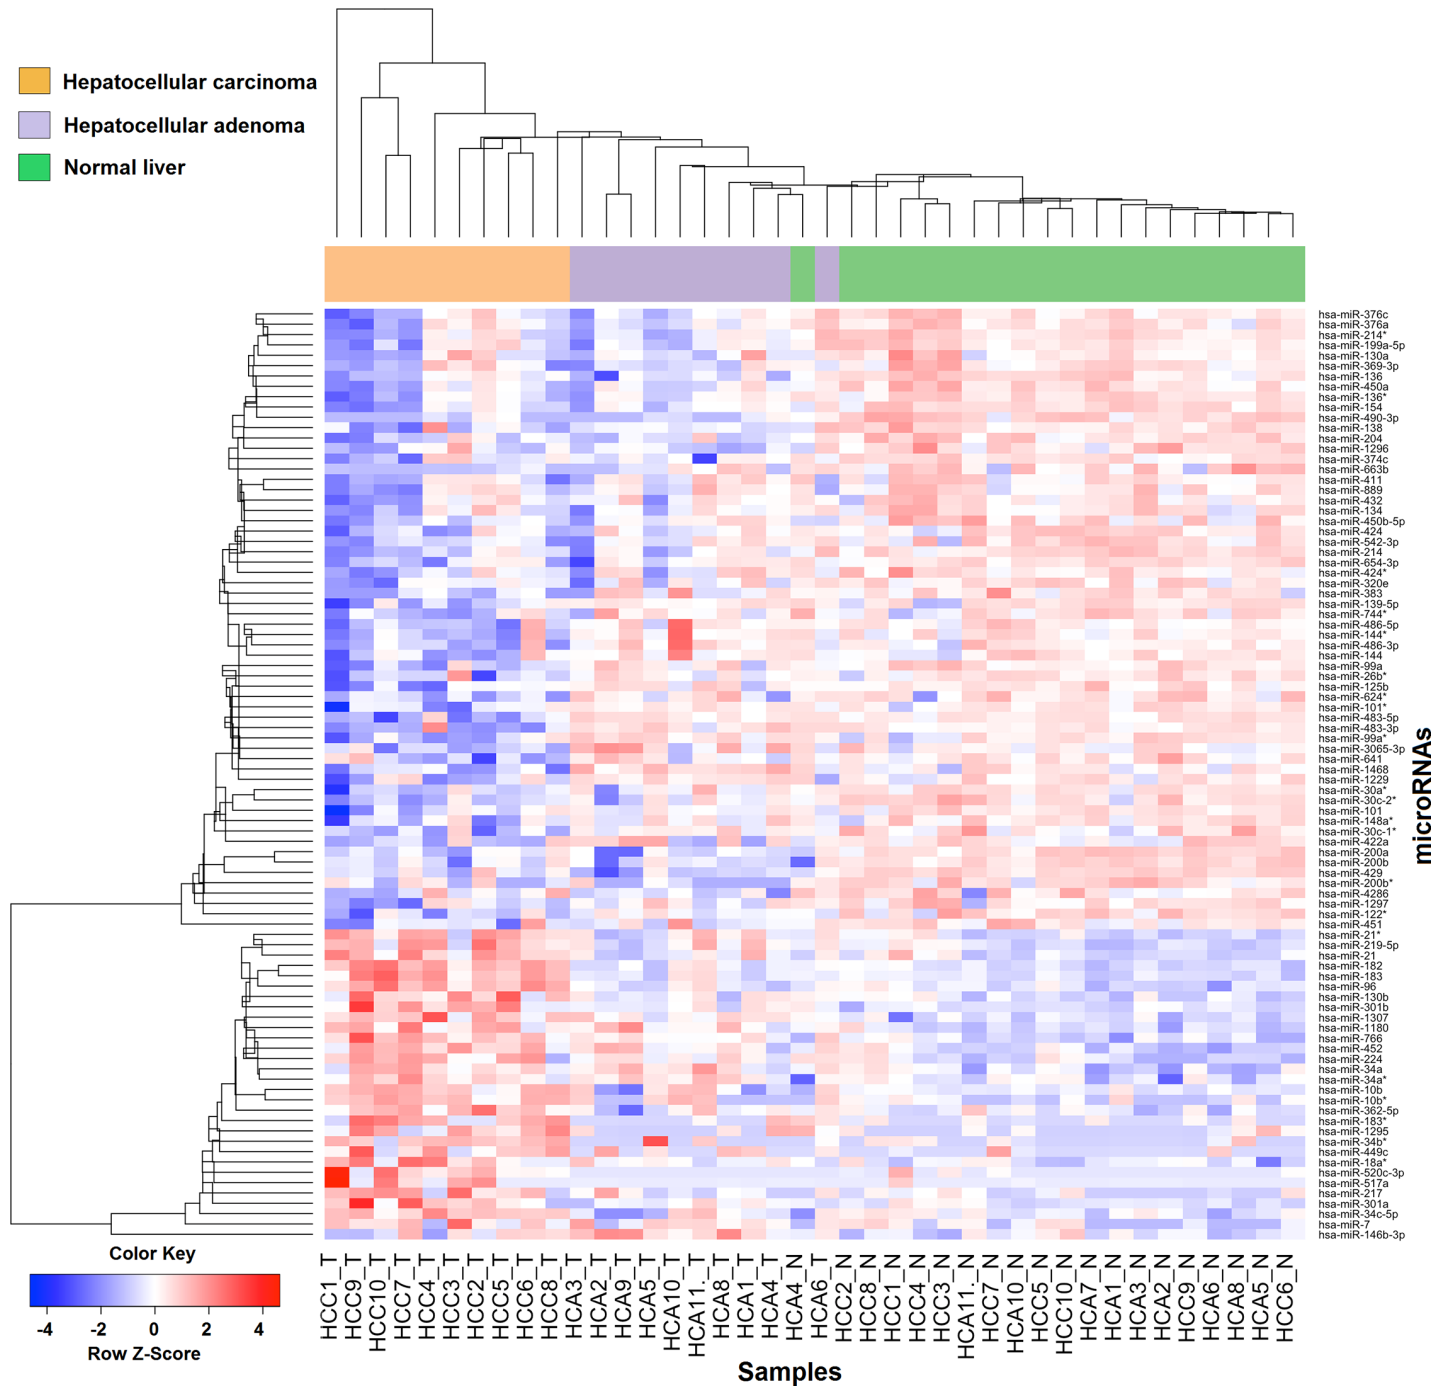 Hepatocellular carcinoma
Hepatocellular adenoma
Normal liver
hsa-miR-376c
hsa-miR-376a
hsa-miR-214*
hsa-miR-199a-5p
hsa-miR-130a
hsa-miR-369-3p
hsa-miR-136
hsa-miR-450a
hsa-miR-136*
hsa-miR-154
hsa-miR-490-3p
hsa-miR-138
hsa-miR-204
hsa-miR-1296
hsa-miR-374c
hsa-miR-663b
hsa-miR-411
hsa-miR-889
hsa-miR-432
hsa-miR-134
hsa-miR-450b-5p
hsa-miR-424
hsa-miR-542-3p
hsa-miR-214
hsa-miR-654-3p
hsa-miR-424*
hsa-miR-320e
hsa-miR-383
hsa-miR-139-5p
hsa-miR-744*
hsa-miR-486-5p
hsa-miR-144*
hsa-miR-486-3p
hsa-miR-144
hsa-miR-99a
hsa-miR-26b*
hsa-miR-125b
hsa-miR-624*
hsa-miR-101*
hsa-miR-483-5p
hsa-miR-483-3p
hsa-miR-99a*
hsa-miR-3065-3p
hsa-miR-641
hsa-miR-1468
hsa-miR-1229
hsa-miR-30a*
hsa-miR-30c-2*
hsa-miR-101
hsa-miR-148a*
hsa-miR-30c-1*
hsa-miR-422a
hsa-miR-200a
hsa-miR-200b
hsa-miR-429
hsa-miR-200b*
hsa-miR-4286
hsa-miR-1297
hsa-miR-122*
hsa-miR-451
hsa-miR-21*
hsa-miR-219-5p
hsa-miR-21
hsa-miR-182
hsa-miR-183
hsa-miR-96
hsa-miR-130b
hsa-miR-301b
hsa-miR-1307
hsa-miR-1180
hsa-miR-766
hsa-miR-452
hsa-miR-224
hsa-miR-34a
hsa-miR-34a*
hsa-miR-10b
hsa-miR-10b*
hsa-miR-362-5p
hsa-miR-183*
hsa-miR-1295
hsa-miR-34b*
hsa-miR-449c
hsa-miR-18a*
hsa-miR-520c-3p
hsa-miR-517a
hsa-miR-217
hsa-miR-301a
hsa-miR-34c-5p
hsa-miR-7
hsa-miR-146b-3p
microRNAs
Color Key
-4 -2 0 2 4
Row Z-Score
HCC1_T
HCC9_T
HCC10_T
HCC7_T
HCC4_T
HCC3_T
HCC2_T
HCC5_T
HCC6_T
HCC8_T
HCA3_T
HCA2_T
HCA9_T
HCA5_T
HCA10_T
HCA11._T
HCA8_T
HCA1_T
HCA4_T
HCA4_N
HCA6_T
HCC2_N
HCC8_N
HCC1_N
HCC4_N
HCC3_N
HCA11._N
HCC7_N
HCA10_N
HCC5_N
HCC10_N
HCA7_N
HCA1_N
HCA3_N
HCA2_N
HCC9_N
HCA6_N
HCA8_N
HCA5_N
HCC6_N
Samples